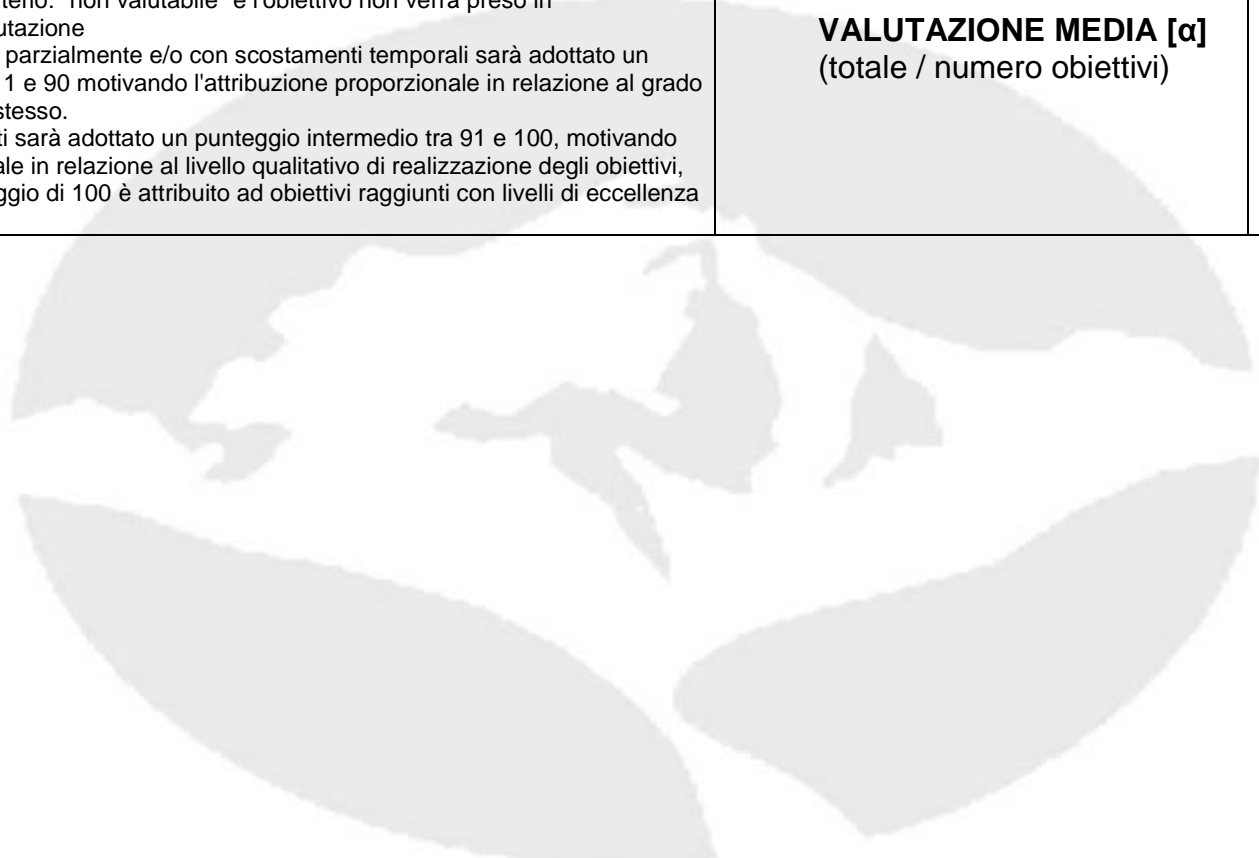 "non valutabile" e l'obiettivo non verrà preso in
parzialmente e/o con scostamenti temporali sarà adottato un
1 e 90 motivando l'attribuzione proporzionale in relazione al grado
stesso.
ti sarà adottato un punteggio intermedio tra 91 e 100, motivando
ale in relazione al livello qualitativo di realizzazione degli obiettivi,
ggio di 100 è attribuito ad obiettivi raggiunti con livelli di eccellenza
VALUTAZIONE MEDIA [α]
(totale / numero obiettivi)